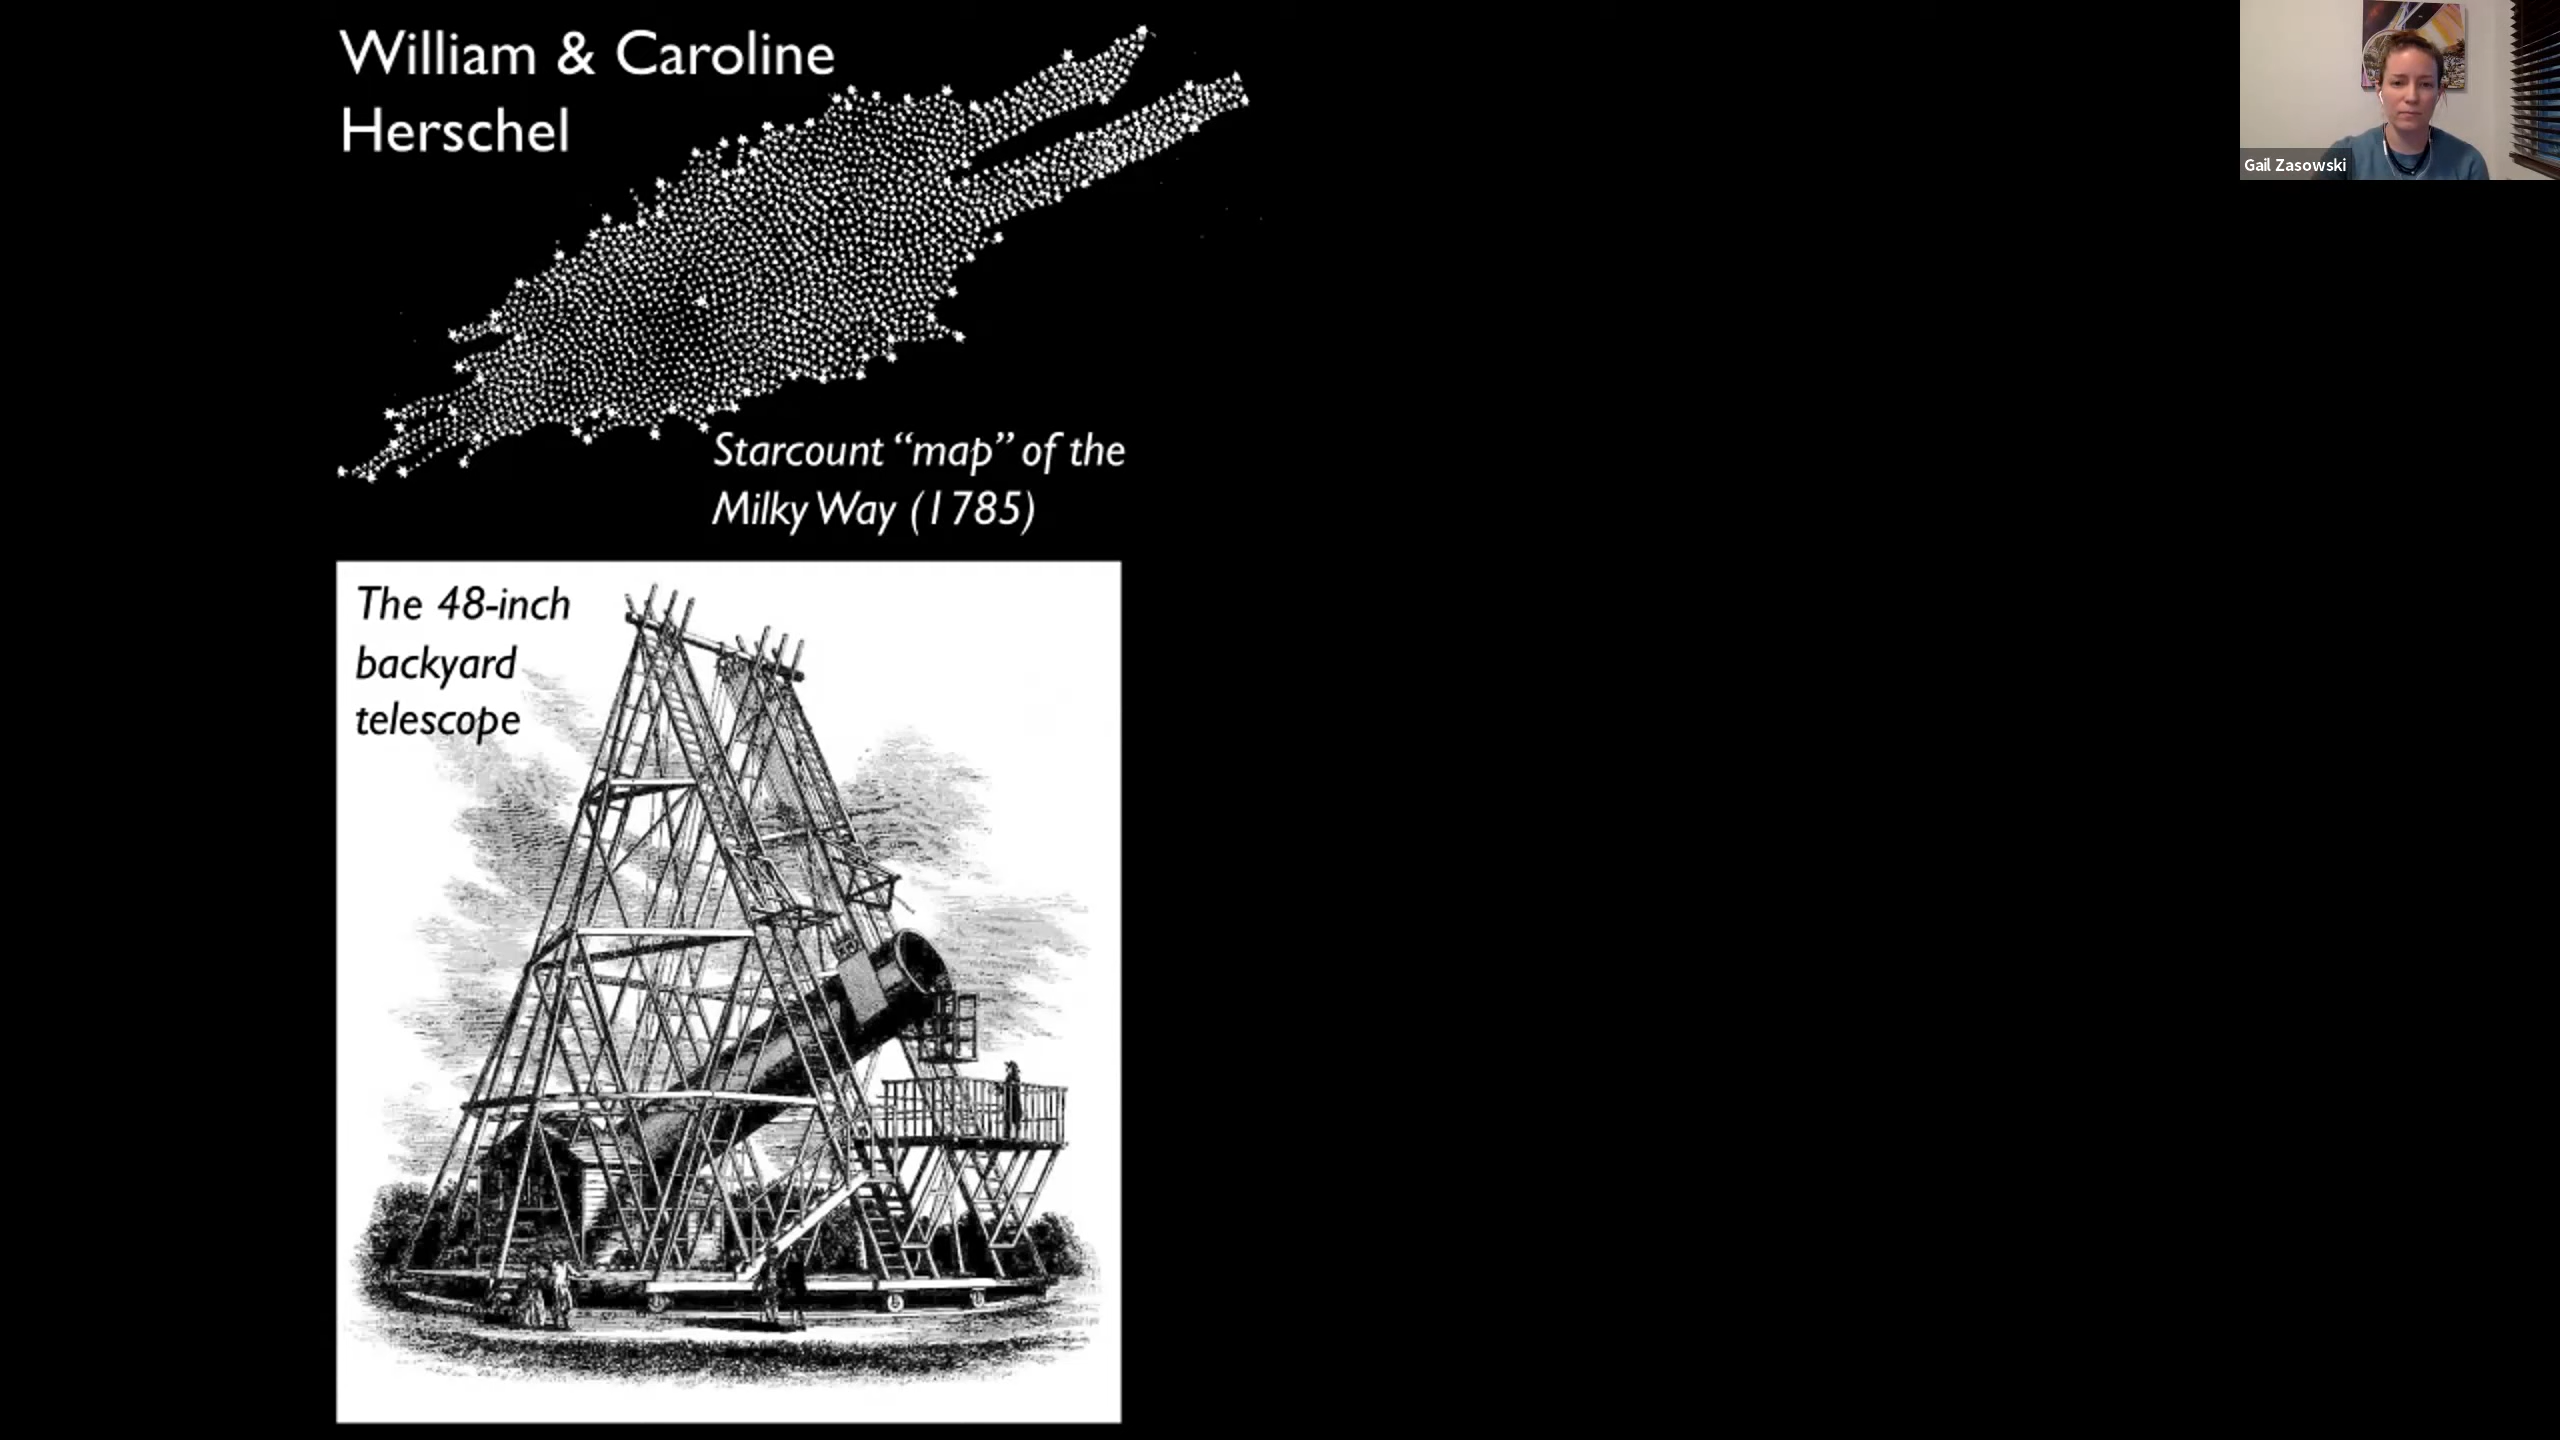 William & Caroline
Herschel
Starcount “map” of the
Milky Way (1785)
The 48-inch
backyard
telescope
Gail Zasowski